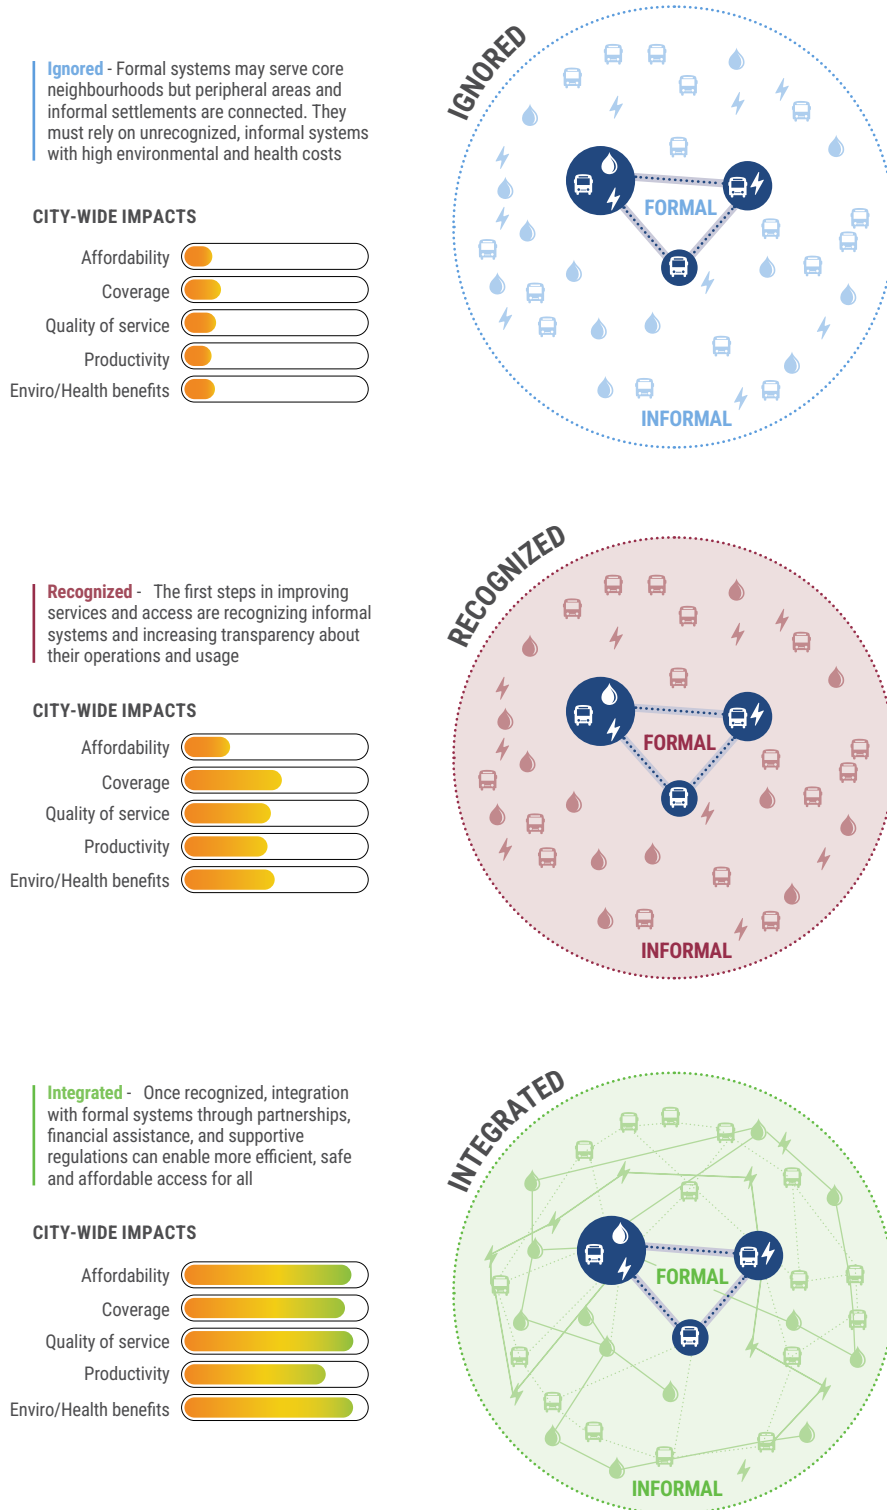 Ignored - Formal systems may serve core
neighbourhoods but peripheral areas and
informal settlements are connected. They
must rely on unrecognized, informal systems
with high environmental and health costs
CITY-WIDE IMPACTS
Affordability
Coverage
Quality of service
Productivity
Enviro/Health benefits
IGNORED
FORMAL
INFORMAL
Recognized - The first steps in improving
services and access are recognizing informal
systems and increasing transparency about
their operations and usage
CITY-WIDE IMPACTS
Affordability
Coverage
Quality of service
Productivity
Enviro/Health benefits
RECOGNIZED
FORMAL
INFORMAL
Integrated - Once recognized, integration
with formal systems through partnerships,
financial assistance, and supportive
regulations can enable more efficient, safe
and affordable access for all
CITY-WIDE IMPACTS
Affordability
Coverage
Quality of service
Productivity
Enviro/Health benefits
INTEGRATED
FORMAL
INFORMAL